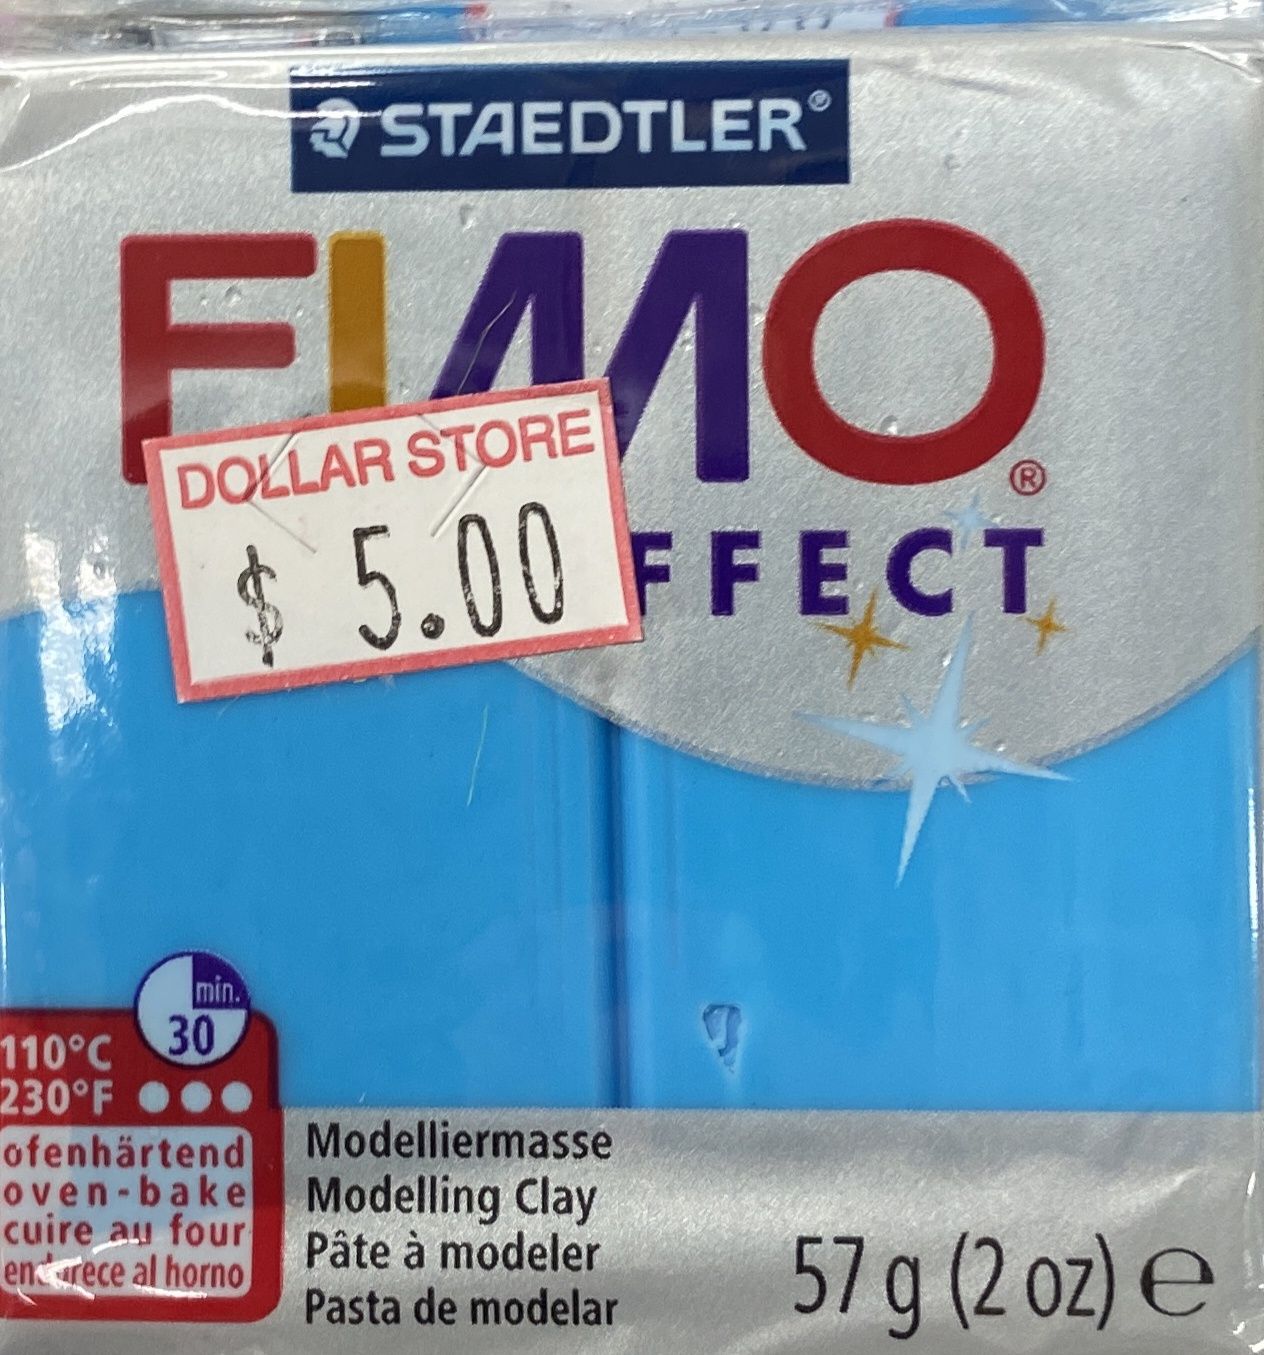 STAEDTLER®
FIMO®
DOLLAR STORE
$ 5.00
FFECT
min.
30
110°C
230°F
ofenhärtend
oven-bake
cuire au four
endurece al horno
Modelliermasse
Modelling Clay
Pâte à modeler
Pasta de modelar
57 g (2 oz) ℮